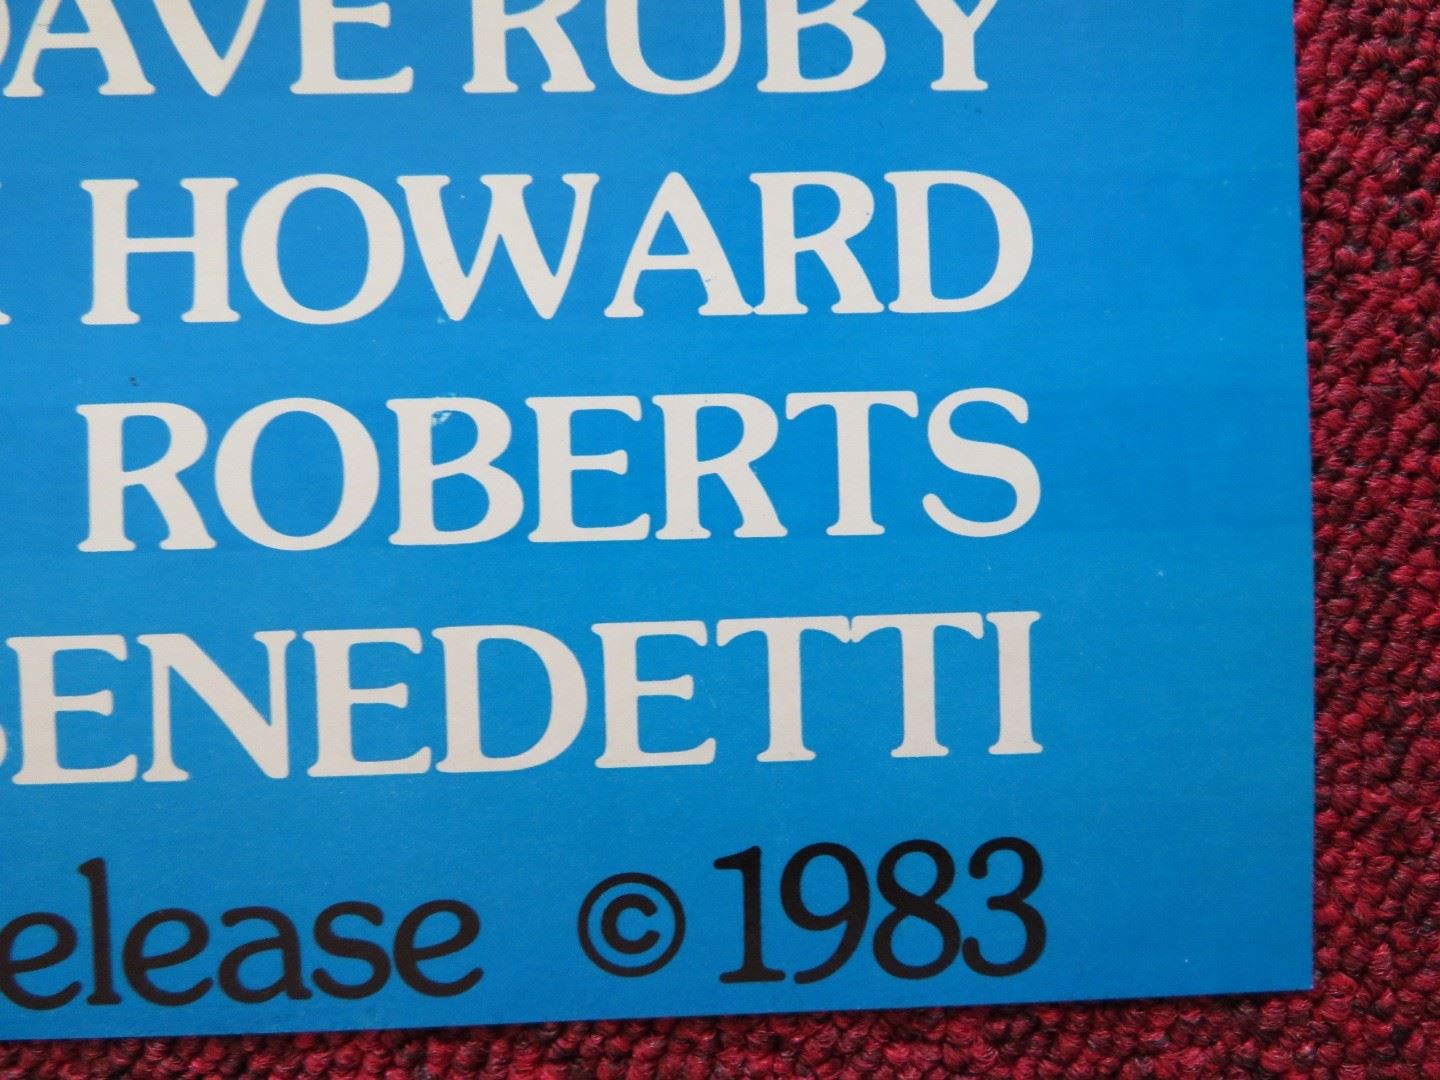 DAVE RUBY
HOWARD
ROBERTS
BENEDETTI
elease ©1983